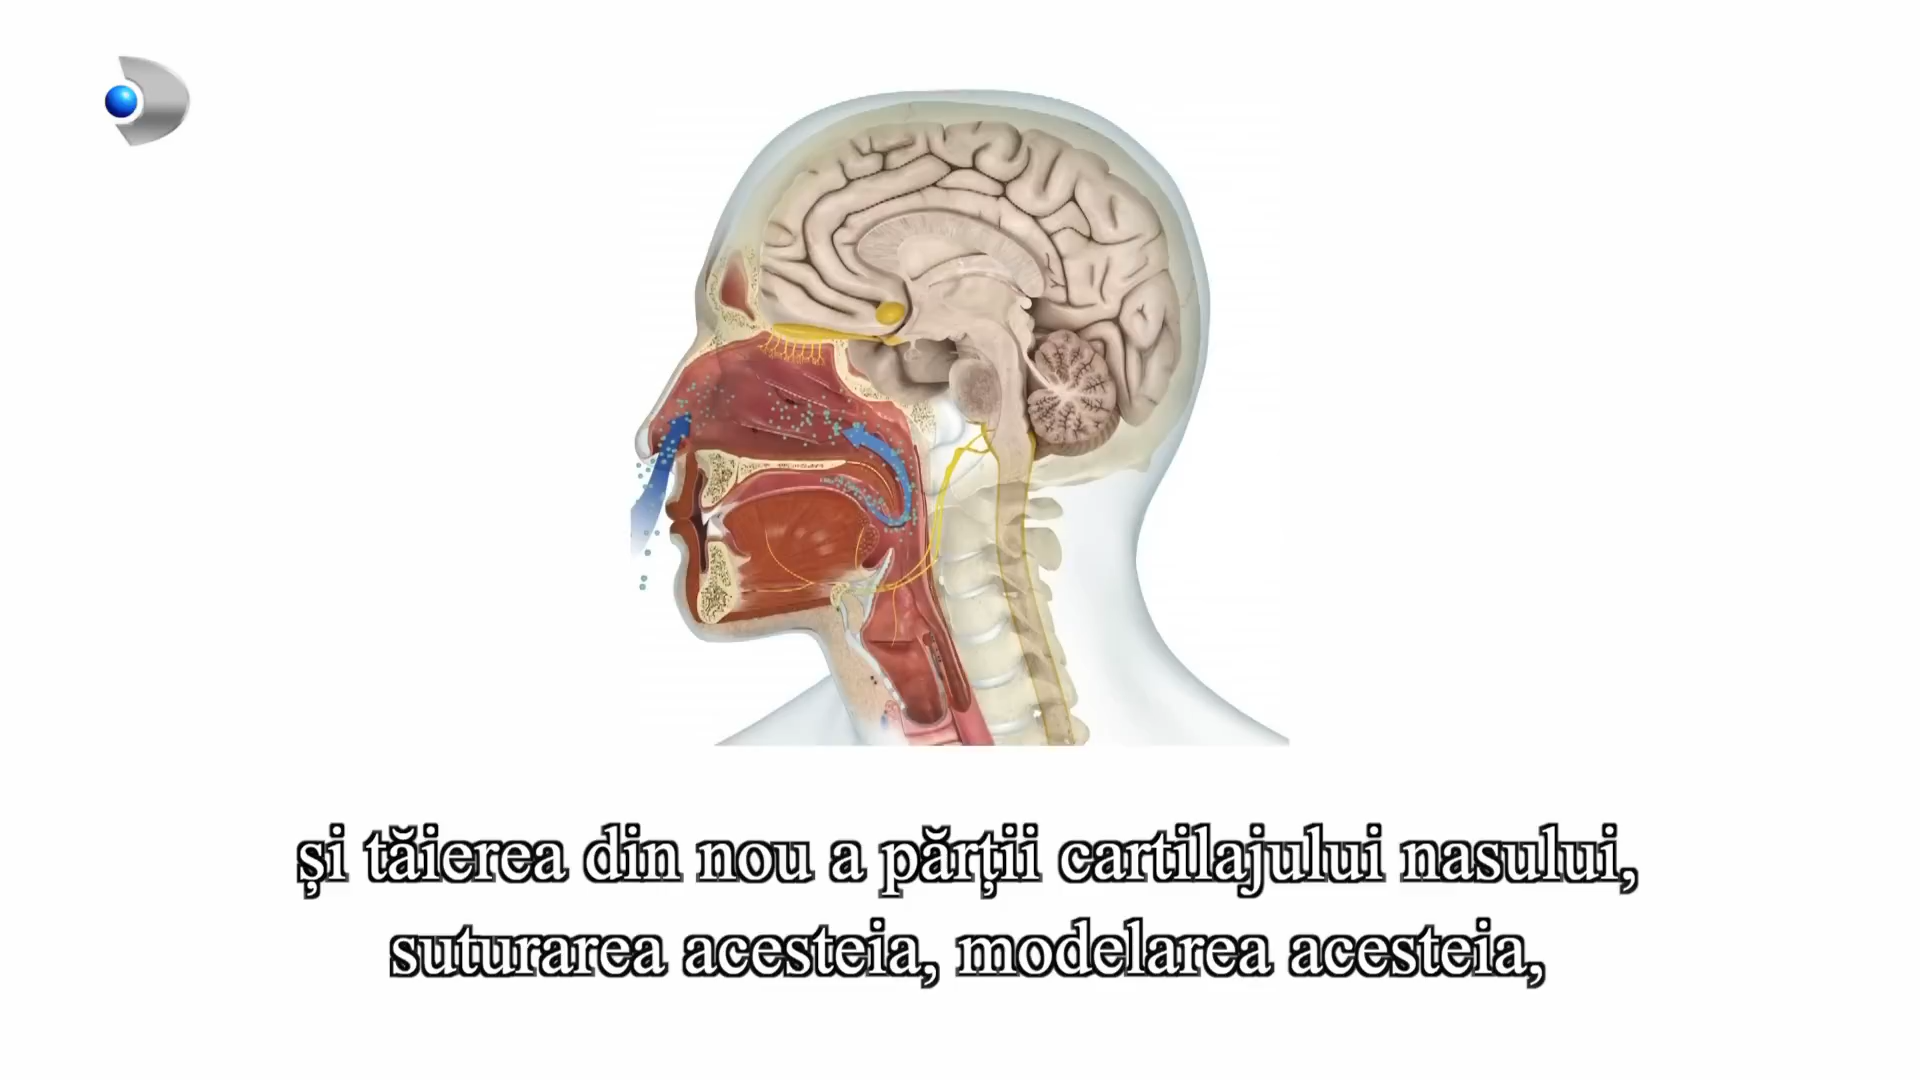 și tăierea din nou a părții cartilajului nasului,
suturarea acesteia, modelarea acesteia,